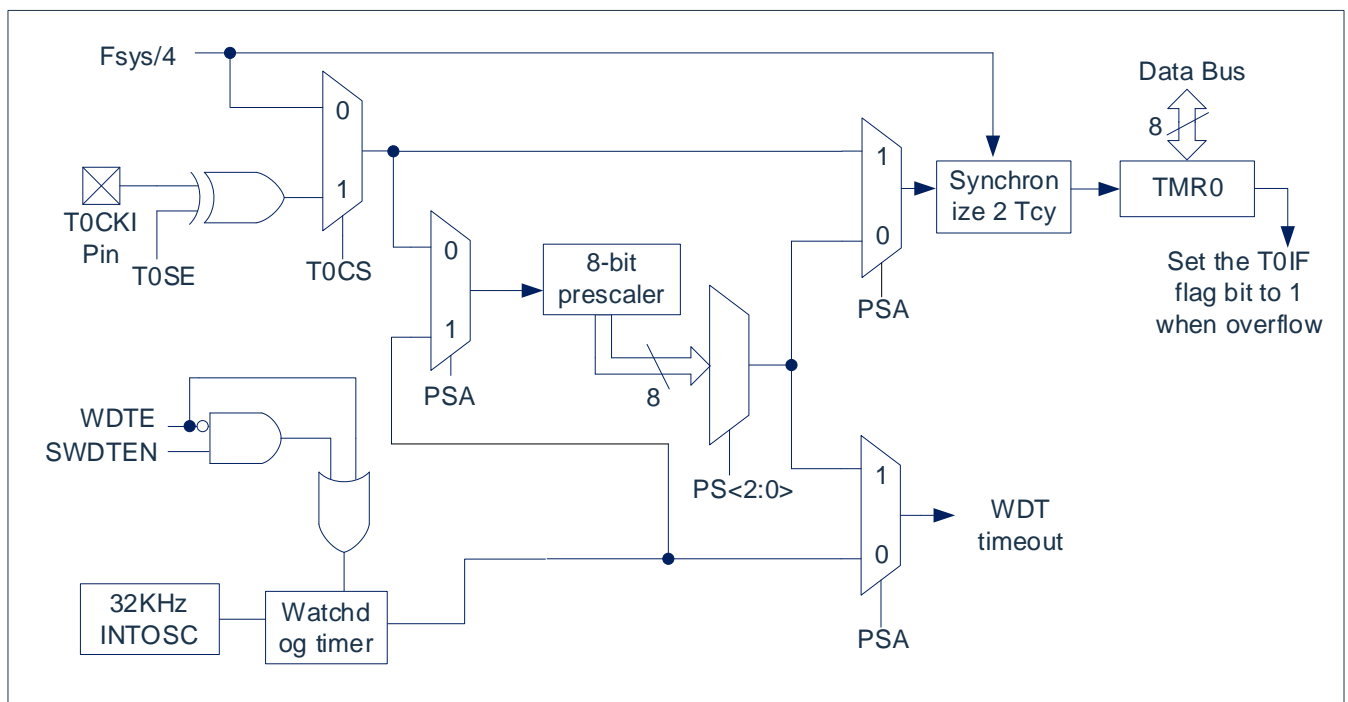 Fsys/4
Data Bus
8
0
1
1
0
T0CKI
Pin
T0SE
T0CS
Synchron
ize 2 Tcy
TMR0
Set the T0IF
flag bit to 1
when overflow
0
1
8-bit
prescaler
PSA
PSA
8
WDTE
SWDTEN
PS<2:0>
1
0
WDT
timeout
32KHz
INTOSC
Watchd
og timer
PSA